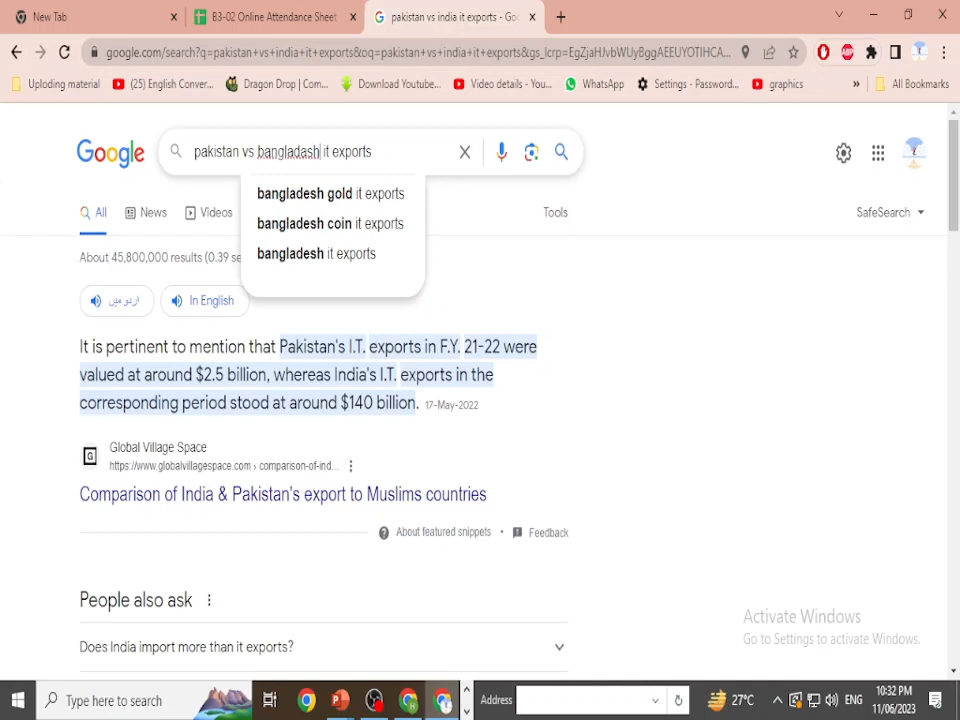 New Tab
B3-02 Online Attendance Sheet
pakistan vs india it exports - Goo
google.com/search?q=pakistan+vs+india+it+exports&oq=pakistan+vs+india+it+exports&gs_lcrp=EgZjaHJvbWUyBggAEEUYOTIHCA...
Uploding material
(25) English Conver...
Dragon Drop | Com...
Download Youtube...
Video details - You...
WhatsApp
Settings - Password...
graphics
»
All Bookmarks
Google
pakistan vs bangladash it exports
bangladesh gold it exports
bangladesh coin it exports
bangladesh it exports
All
News
Videos
Tools
SafeSearch
About 45,800,000 results (0.39 se
اردو میں
In English
It is pertinent to mention that Pakistan's I.T. exports in F.Y. 21-22 were
valued at around $2.5 billion, whereas India's I.T. exports in the
corresponding period stood at around $140 billion. 17-May-2022
Global Village Space
https://www.globalvillagespace.com › comparison-of-ind...
Comparison of India & Pakistan's export to Muslims countries
About featured snippets • Feedback
People also ask
Does India import more than it exports?
Activate Windows
Go to Settings to activate Windows.
Type here to search
Address
27°C
ENG
10:32 PM
11/06/2023